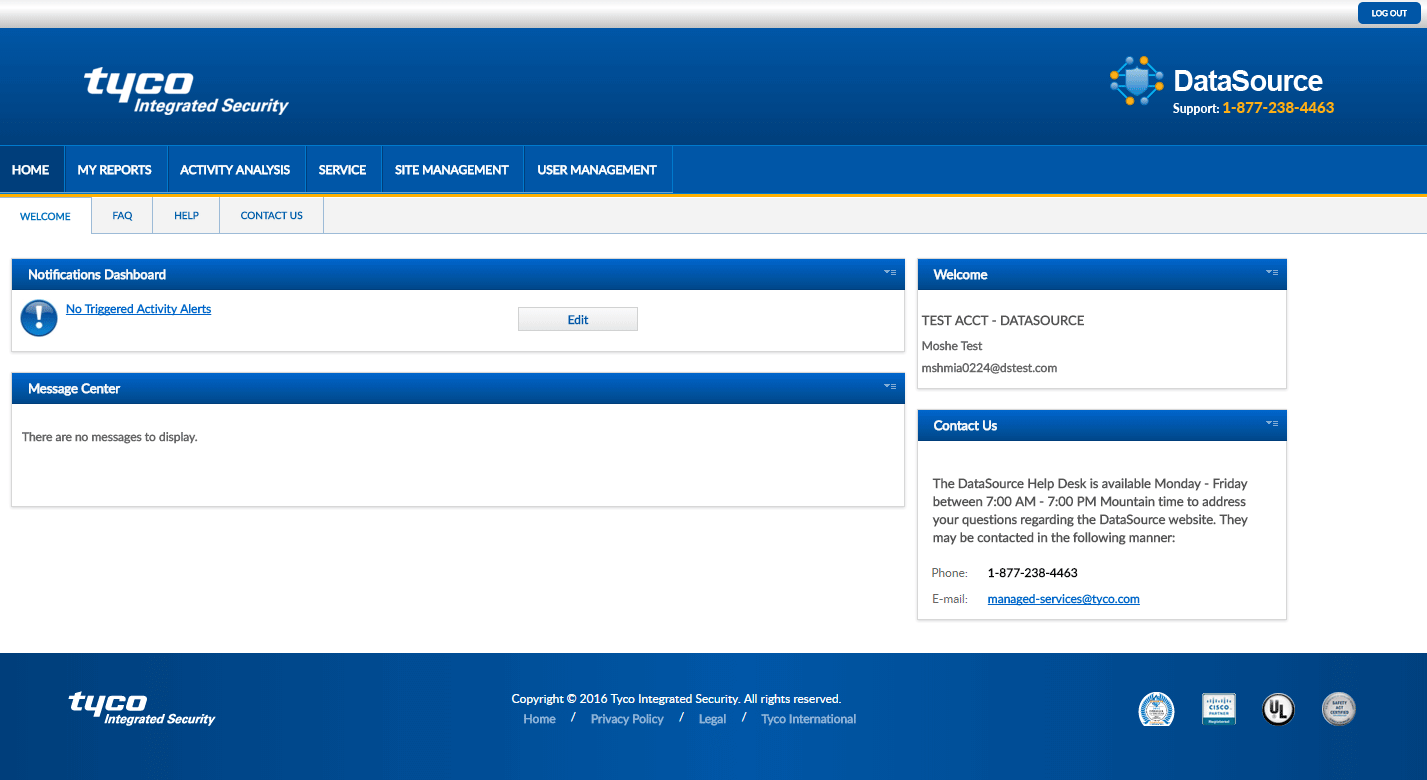 LOG OUT
tyco
Integrated Security
DataSource
Support: 1-877-238-4463
HOME MY REPORTS ACTIVITY ANALYSIS SERVICE SITE MANAGEMENT USER MANAGEMENT
WELCOME FAQ HELP CONTACT US
Notifications Dashboard
No Triggered Activity Alerts
Edit
Message Center
There are no messages to display.
Welcome
TEST ACCT - DATASOURCE
Moshe Test
mshmia0224@dstest.com
Contact Us
The DataSource Help Desk is available Monday - Friday
between 7:00 AM - 7:00 PM Mountain time to address
your questions regarding the DataSource website. They
may be contacted in the following manner:
Phone: 1-877-238-4463
E-mail: managed-services@tyco.com
tyco
Integrated Security
Copyright © 2016 Tyco Integrated Security. All rights reserved.
Home / Privacy Policy / Legal / Tyco International
CISCO
PARTNER
Registered
UL
SAFETY
ACT
CERTIFIED